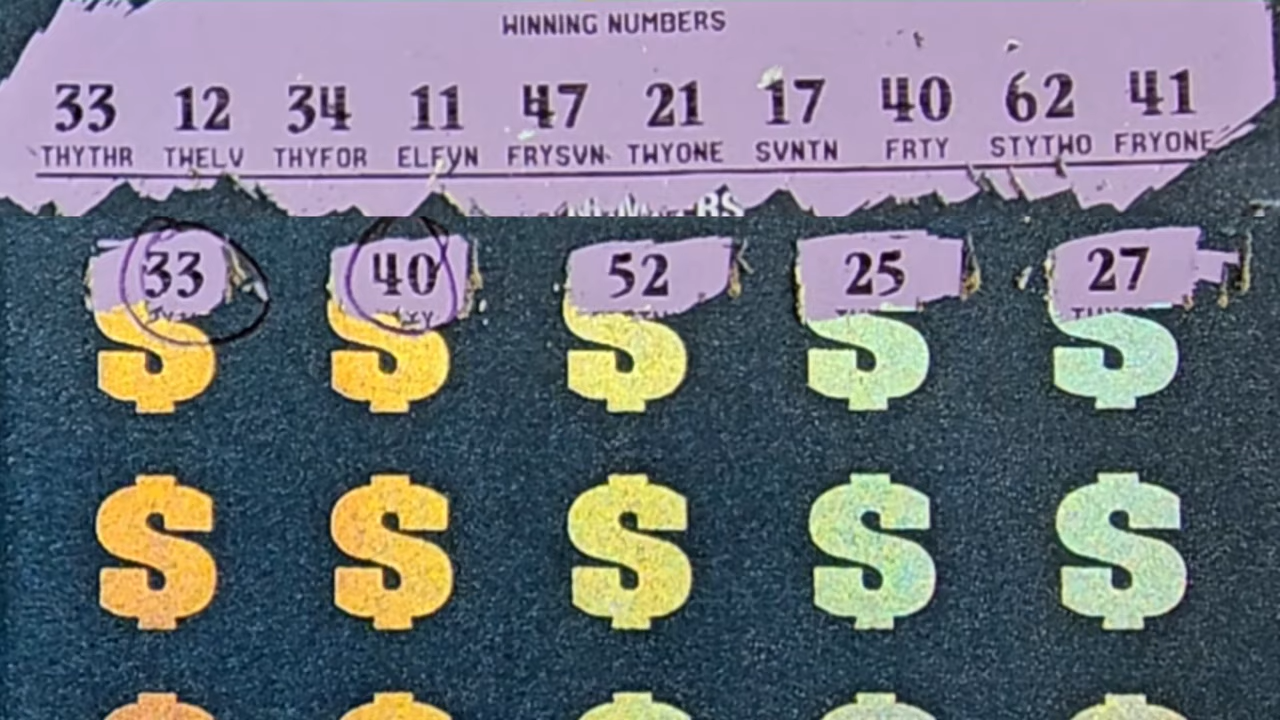 WINNING NUMBERS
33 12 34 11 47 21 17 40 62 41
THYTHR TWELV THYFOR ELEVN FRYSVN TWYONE SVNTN FRTY STYTWO FRYONE
33 40 52 25 27